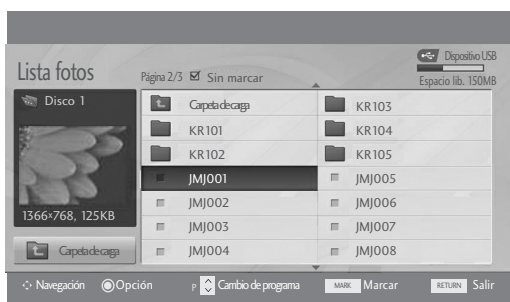 Lista fotos
Página 2/3 Sin marcar
Dispositivo USB
Espacio lib. 150MB
Disco 1
1366×768, 125KB
Carpeta de carga
Carpeta de carga
KR101
KR102
JMJ001
JMJ002
JMJ003
JMJ004
KR103
KR104
KR105
JMJ005
JMJ006
JMJ007
JMJ008
Navegación Opción P Cambio de programa MARK Marcar RETURN Salir